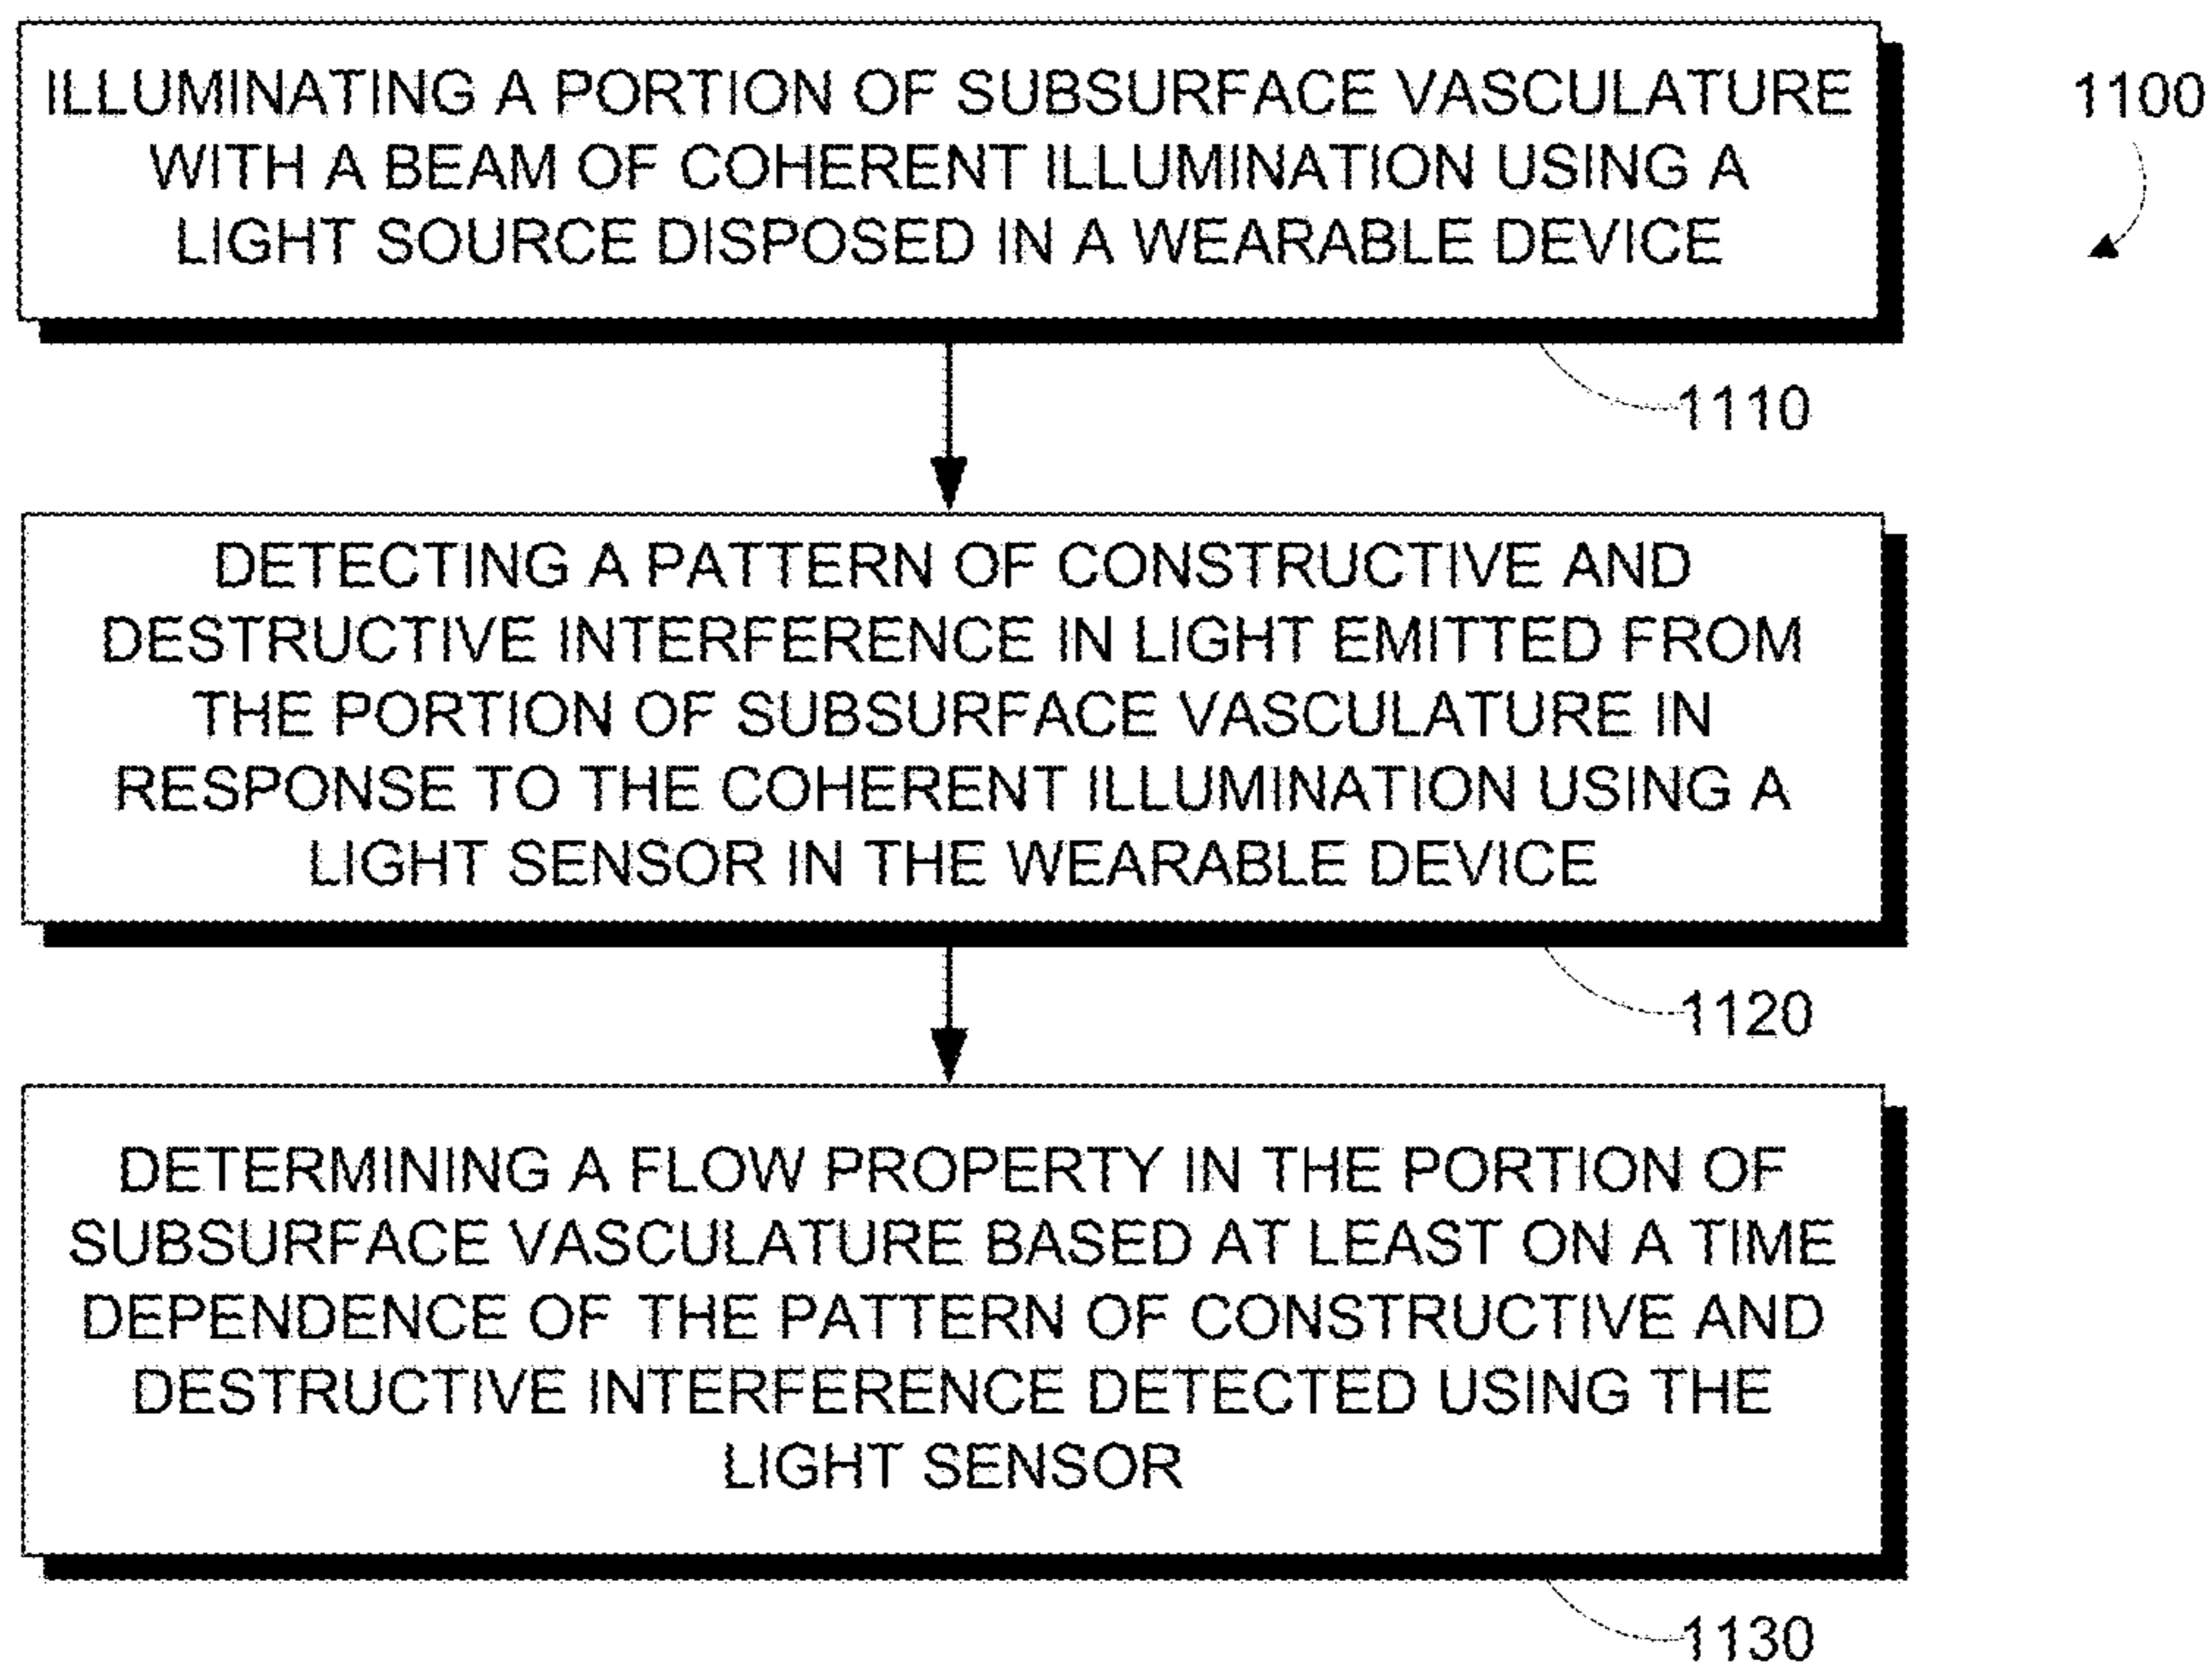 ILLUMINATING A PORTION OF SUBSURFACE VASCULATURE
WITH A BEAM OF COHERENT ILLUMINATION USING A
LIGHT SOURCE DISPOSED IN A WEARABLE DEVICE
1100
1110
DETECTING A PATTERN OF CONSTRUCTIVE AND
DESTRUCTIVE INTERFERENCE IN LIGHT EMITTED FROM
THE PORTION OF SUBSURFACE VASCULATURE IN
RESPONSE TO THE COHERENT ILLUMINATION USING A
LIGHT SENSOR IN THE WEARABLE DEVICE
1120
DETERMINING A FLOW PROPERTY IN THE PORTION OF
SUBSURFACE VASCULATURE BASED AT LEAST ON A TIME
DEPENDENCE OF THE PATTERN OF CONSTRUCTIVE AND
DESTRUCTIVE INTERFERENCE DETECTED USING THE
LIGHT SENSOR
1130